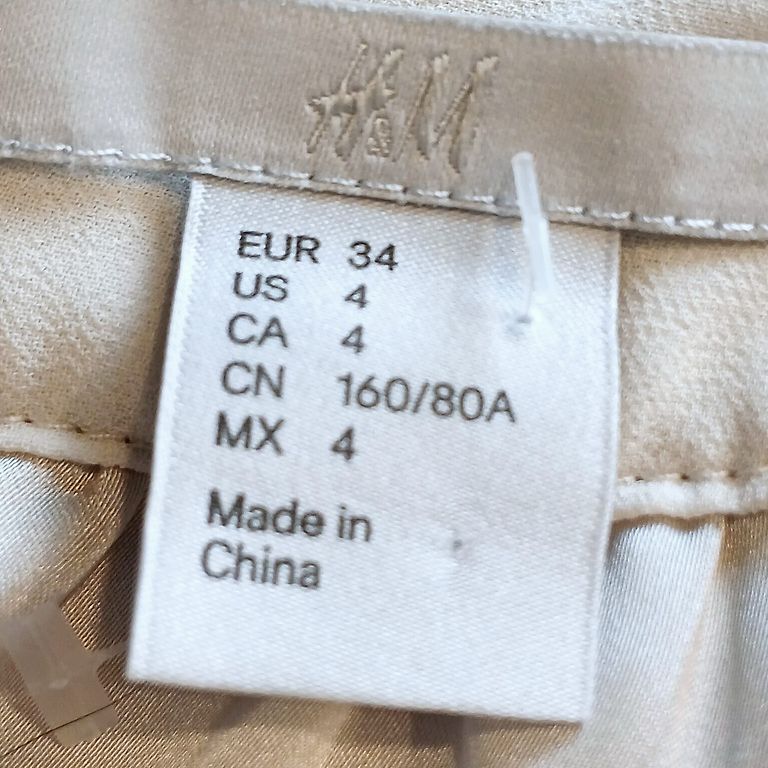 H&M
EUR 34
US 4
CA 4
CN 160/80A
MX 4
Made in
China